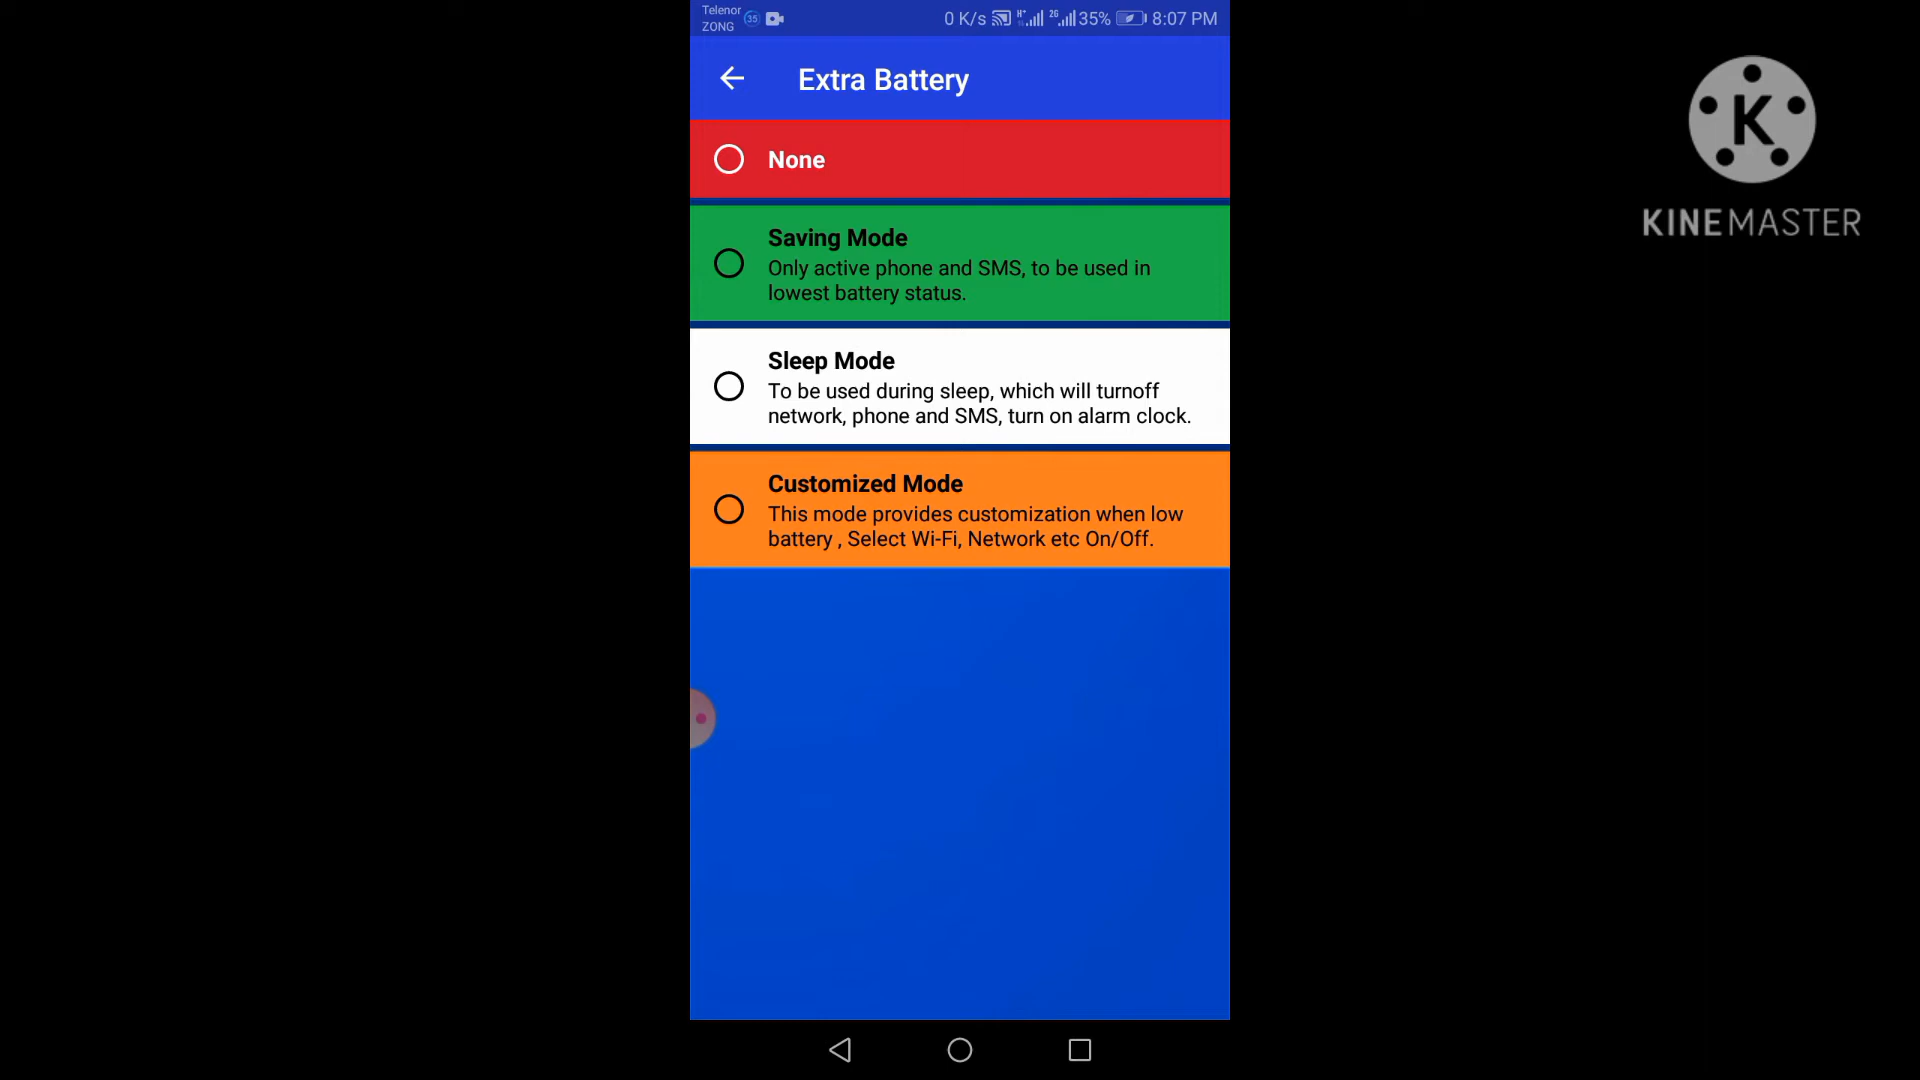 Telenor
ZONG
35
0 K/s H+ 2G 35% 8:07 PM
Extra Battery
None
Saving Mode
Only active phone and SMS, to be used in
lowest battery status.
Sleep Mode
To be used during sleep, which will turnoff
network, phone and SMS, turn on alarm clock.
Customized Mode
This mode provides customization when low
battery , Select Wi-Fi, Network etc On/Off.
K
KINEMASTER